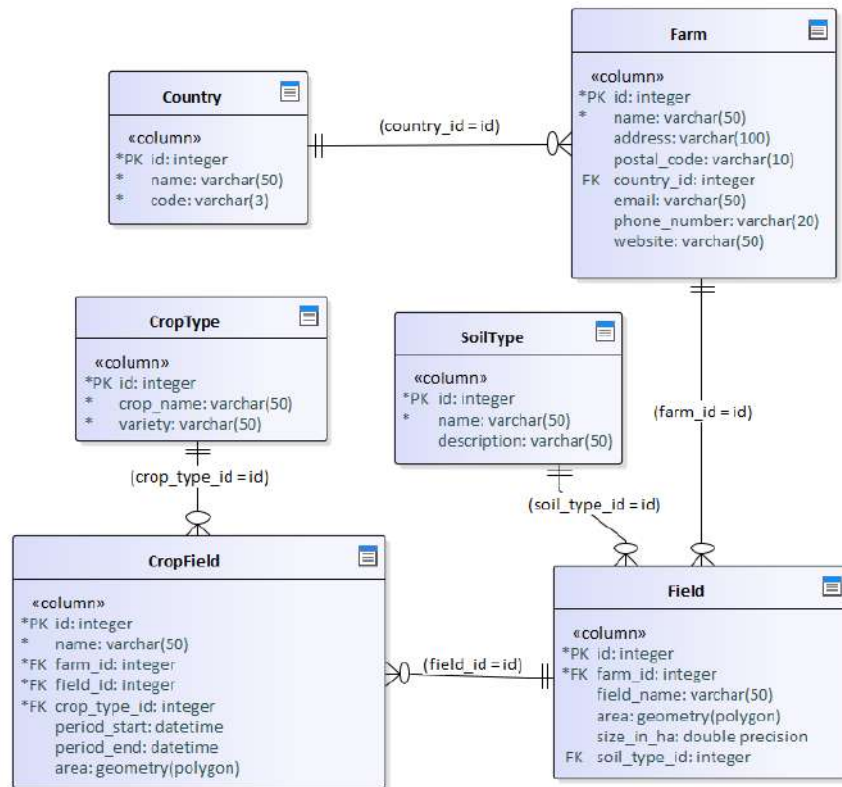 Farm
«column»
*PK id: integer
* name: varchar(50)
address: varchar(100)
postal_code: varchar(10)
FK country_id: integer
email: varchar(50)
phone_number: varchar(20)
website: varchar(50)
Country
«column»
*PK id: integer
* name: varchar(50)
* code: varchar(3)
(country_id = id)
CropType
«column»
*PK id: integer
* crop_name: varchar(50)
* variety: varchar(50)
SoilType
«column»
*PK id: integer
* name: varchar(50)
description: varchar(50)
(farm_id = id)
(crop_type_id = id)
(soil_type_id = id)
CropField
«column»
*PK id: integer
* name: varchar(50)
*FK farm_id: integer
*FK field_id: integer
*FK crop_type_id: integer
period_start: datetime
period_end: datetime
area: geometry(polygon)
(field_id = id)
Field
«column»
*PK id: integer
*FK farm_id: integer
field_name: varchar(50)
area: geometry(polygon)
size_in_ha: double precision
FK soil_type_id: integer